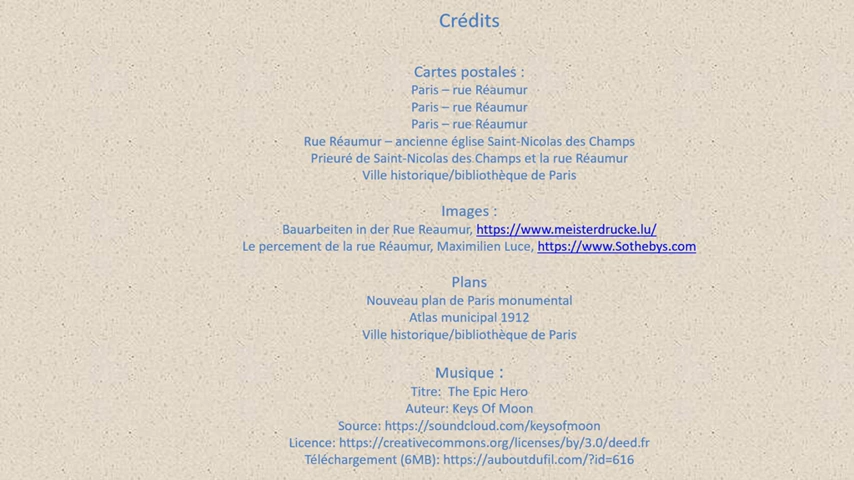 Crédits
Cartes postales :
Paris – rue Réaumur
Paris – rue Réaumur
Paris – rue Réaumur
Rue Réaumur – ancienne église Saint-Nicolas des Champs
Prieuré de Saint-Nicolas des Champs et la rue Réaumur
Ville historique/bibliothèque de Paris
Images :
Bauarbeiten in der Rue Reaumur, https://www.meisterdrucke.lu/
Le percement de la rue Réaumur, Maximilien Luce, https://www.Sothebys.com
Plans
Nouveau plan de Paris monumental
Atlas municipal 1912
Ville historique/bibliothèque de Paris
Musique :
Titre:  The Epic Hero
Auteur: Keys Of Moon
Source: https://soundcloud.com/keysofmoon
Licence: https://creativecommons.org/licenses/by/3.0/deed.fr
Téléchargement (6MB): https://auboutdufil.com/?id=616